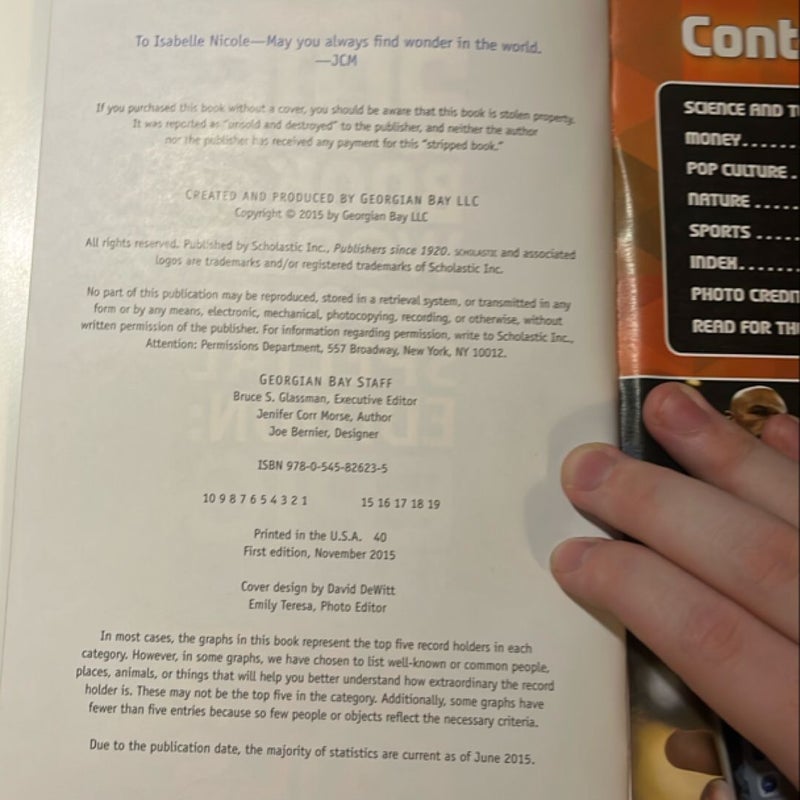 To Isabelle Nicole—May you always find wonder in the world.
—JCM
If you purchased this book without a cover, you should be aware that this book is stolen property.
It was reported as "unsold and destroyed" to the publisher, and neither the author
nor the publisher has received any payment for this "stripped book."
CREATED AND PRODUCED BY GEORGIAN BAY LLC
Copyright © 2015 by Georgian Bay LLC
All rights reserved. Published by Scholastic Inc., Publishers since 1920. SCHOLASTIC and associated
logos are trademarks and/or registered trademarks of Scholastic Inc.
No part of this publication may be reproduced, stored in a retrieval system, or transmitted in any
form or by any means, electronic, mechanical, photocopying, recording, or otherwise, without
written permission of the publisher. For information regarding permission, write to Scholastic Inc.,
Attention: Permissions Department, 557 Broadway, New York, NY 10012.
GEORGIAN BAY STAFF
Bruce S. Glassman, Executive Editor
Jenifer Corr Morse, Author
Joe Bernier, Designer
ISBN 978-0-545-82623-5
10 9 8 7 6 5 4 3 2 1 15 16 17 18 19
Printed in the U.S.A. 40
First edition, November 2015
Cover design by David DeWitt
Emily Teresa, Photo Editor
In most cases, the graphs in this book represent the top five record holders in each
category. However, in some graphs, we have chosen to list well-known or common people,
places, animals, or things that will help you better understand how extraordinary the record
holder is. These may not be the top five in the category. Additionally, some graphs have
fewer than five entries because so few people or objects reflect the necessary criteria.
Due to the publication date, the majority of statistics are current as of June 2015.
Cont
SCIENCE AND T
MONEY......
POP CULTURE .
NATURE .....
SPORTS .....
INDEX.......
PHOTO CREDIT
READ FOR TH